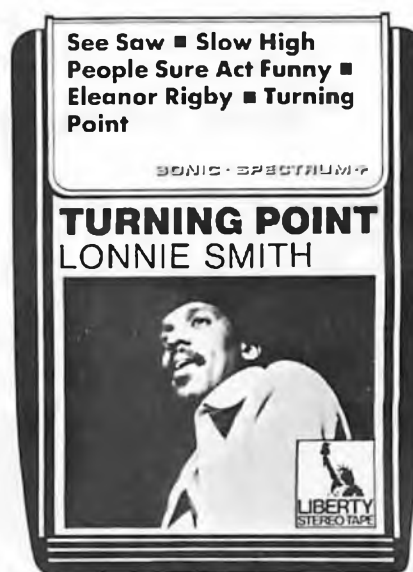 See Saw ■ Slow High
People Sure Act Funny ■
Eleanor Rigby ■ Turning
Point
SONIC · SPECTRUM
TURNING POINT
LONNIE SMITH
LIBERTY
STEREO TAPE